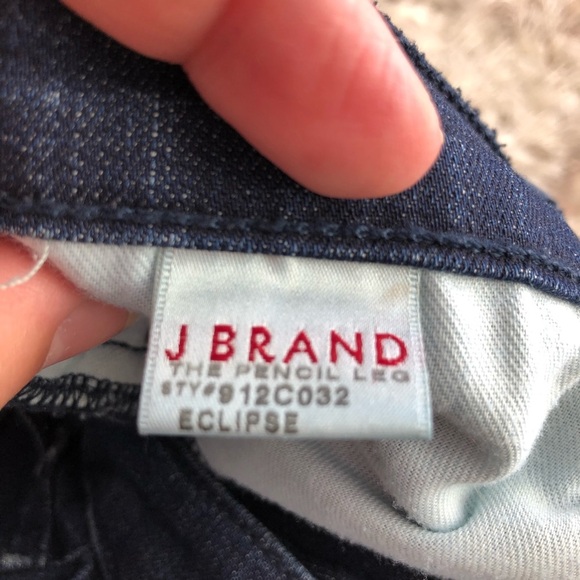 J BRAND
THE PENCIL LEG
STY#912C032
ECLIPSE